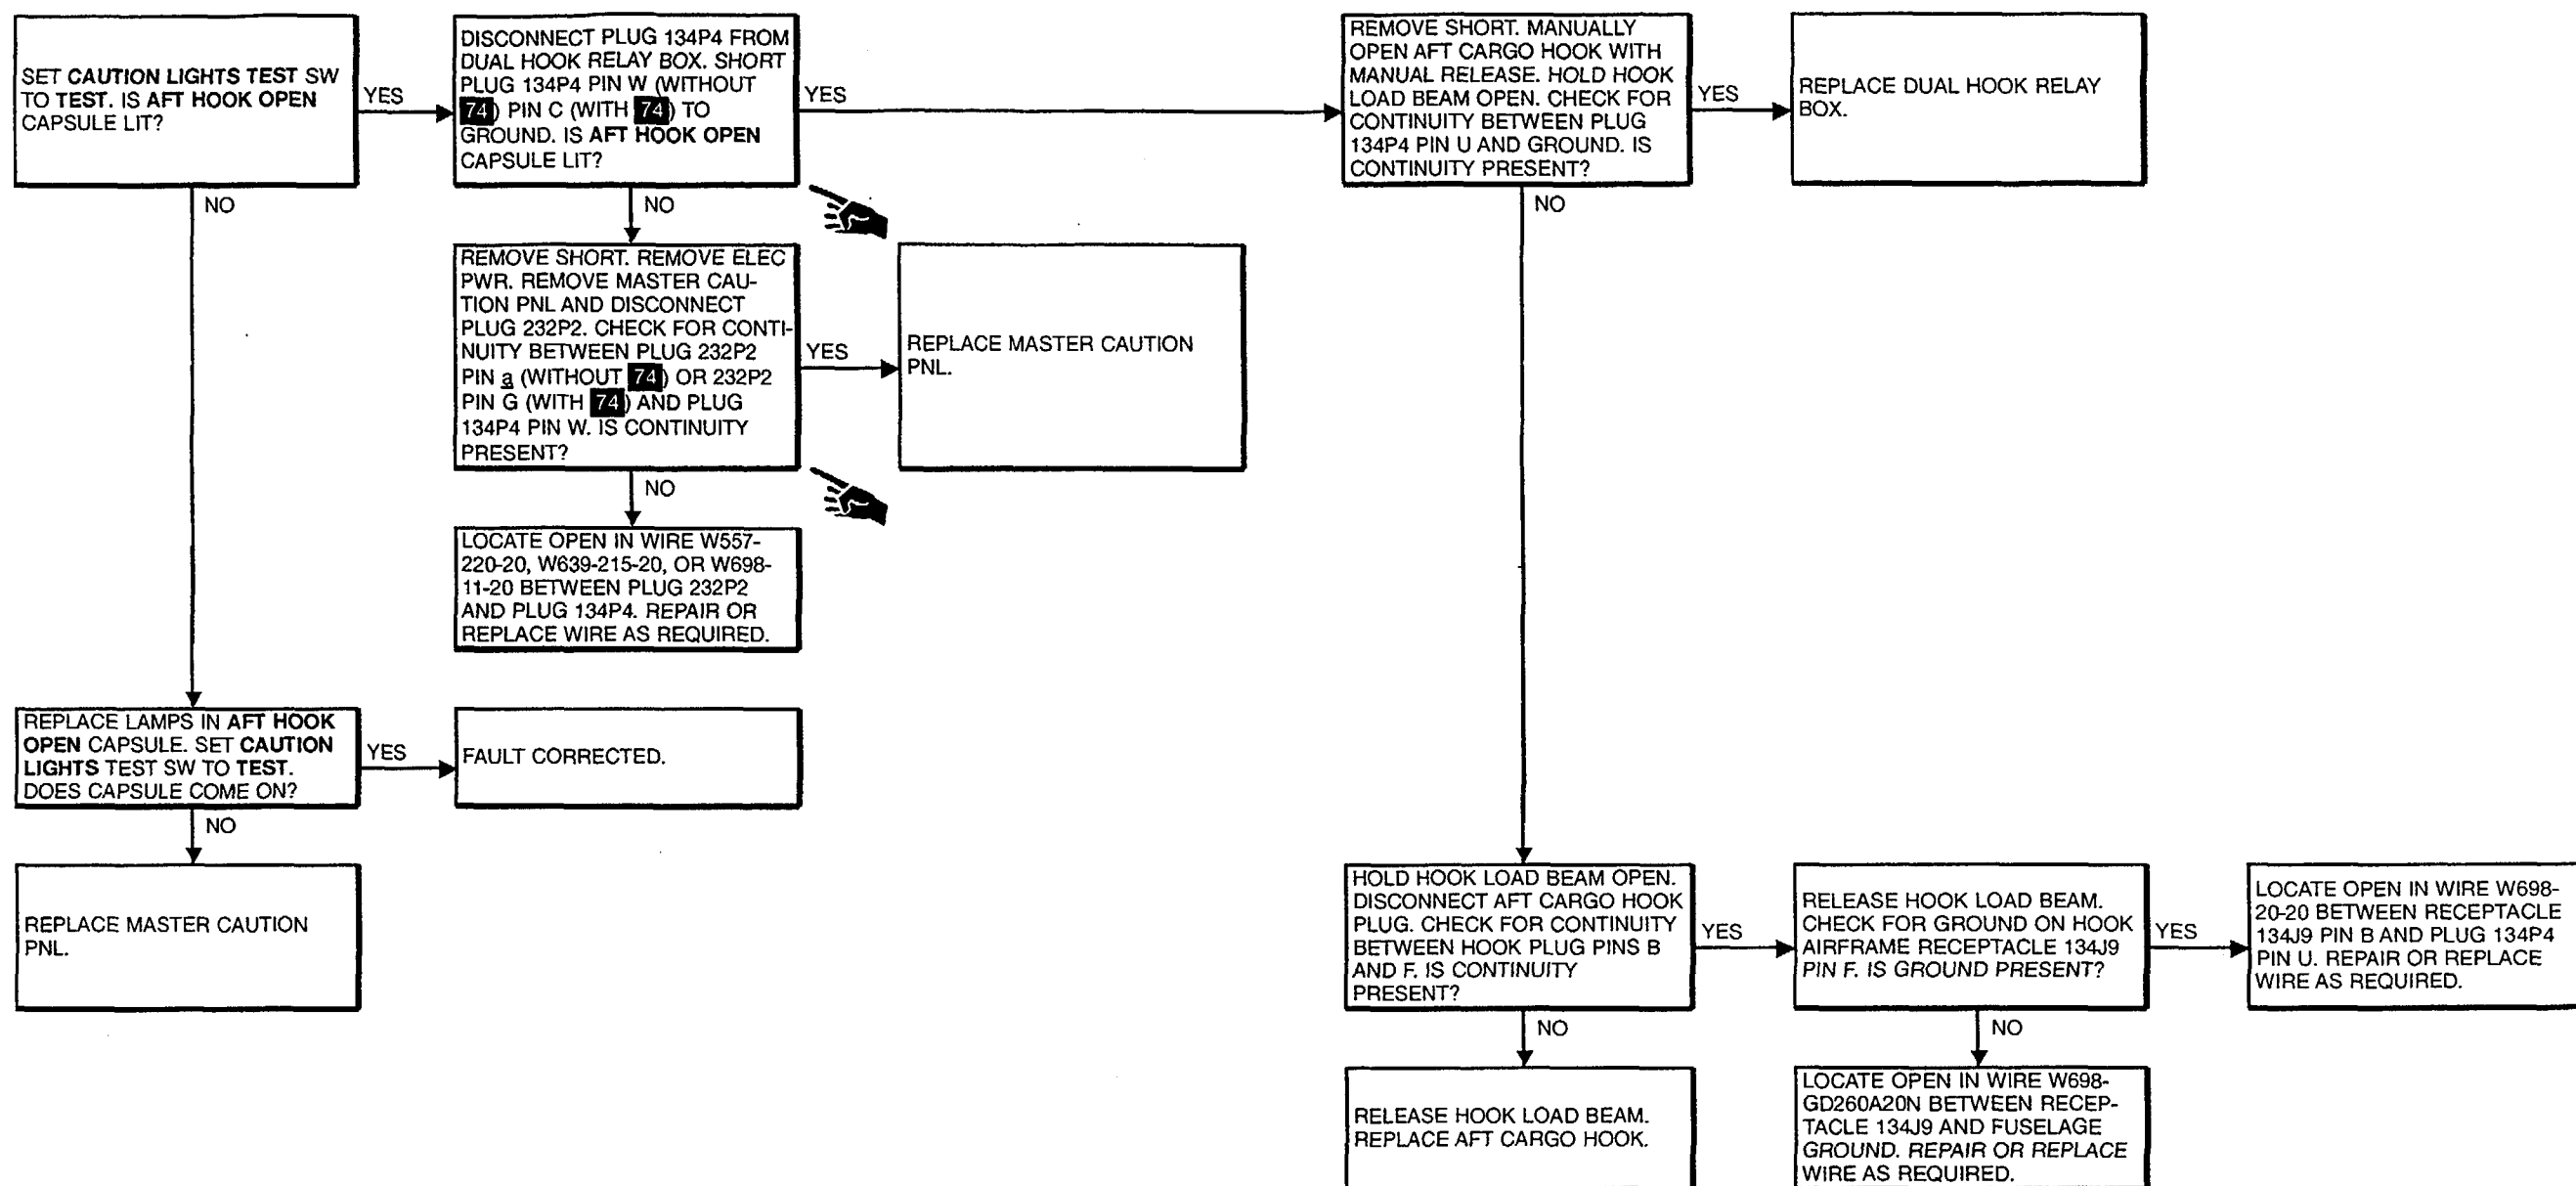 SET CAUTION LIGHTS TEST SW
TO TEST. IS AFT HOOK OPEN
CAPSULE LIT?
YES
NO
DISCONNECT PLUG 134P4 FROM
DUAL HOOK RELAY BOX. SHORT
PLUG 134P4 PIN W (WITHOUT
74) PIN C (WITH 74) TO
GROUND. IS AFT HOOK OPEN
CAPSULE LIT?
YES
NO
REMOVE SHORT. MANUALLY
OPEN AFT CARGO HOOK WITH
MANUAL RELEASE. HOLD HOOK
LOAD BEAM OPEN. CHECK FOR
CONTINUITY BETWEEN PLUG
134P4 PIN U AND GROUND. IS
CONTINUITY PRESENT?
YES
NO
REPLACE DUAL HOOK RELAY
BOX.
REMOVE SHORT. REMOVE ELEC
PWR. REMOVE MASTER CAU-
TION PNL AND DISCONNECT
PLUG 232P2. CHECK FOR CONTI-
NUITY BETWEEN PLUG 232P2
PIN a (WITHOUT 74) OR 232P2
PIN G (WITH 74) AND PLUG
134P4 PIN W. IS CONTINUITY
PRESENT?
YES
NO
REPLACE MASTER CAUTION
PNL.
LOCATE OPEN IN WIRE W557-
220-20, W639-215-20, OR W698-
11-20 BETWEEN PLUG 232P2
AND PLUG 134P4. REPAIR OR
REPLACE WIRE AS REQUIRED.
REPLACE LAMPS IN AFT HOOK
OPEN CAPSULE. SET CAUTION
LIGHTS TEST SW TO TEST.
DOES CAPSULE COME ON?
YES
NO
FAULT CORRECTED.
REPLACE MASTER CAUTION
PNL.
HOLD HOOK LOAD BEAM OPEN.
DISCONNECT AFT CARGO HOOK
PLUG. CHECK FOR CONTINUITY
BETWEEN HOOK PLUG PINS B
AND F. IS CONTINUITY
PRESENT?
YES
NO
RELEASE HOOK LOAD BEAM.
CHECK FOR GROUND ON HOOK
AIRFRAME RECEPTACLE 134J9
PIN F. IS GROUND PRESENT?
YES
NO
LOCATE OPEN IN WIRE W698-
20-20 BETWEEN RECEPTACLE
134J9 PIN B AND PLUG 134P4
PIN U. REPAIR OR REPLACE
WIRE AS REQUIRED.
RELEASE HOOK LOAD BEAM.
REPLACE AFT CARGO HOOK.
LOCATE OPEN IN WIRE W698-
GD260A20N BETWEEN RECEP-
TACLE 134J9 AND FUSELAGE
GROUND. REPAIR OR REPLACE
WIRE AS REQUIRED.